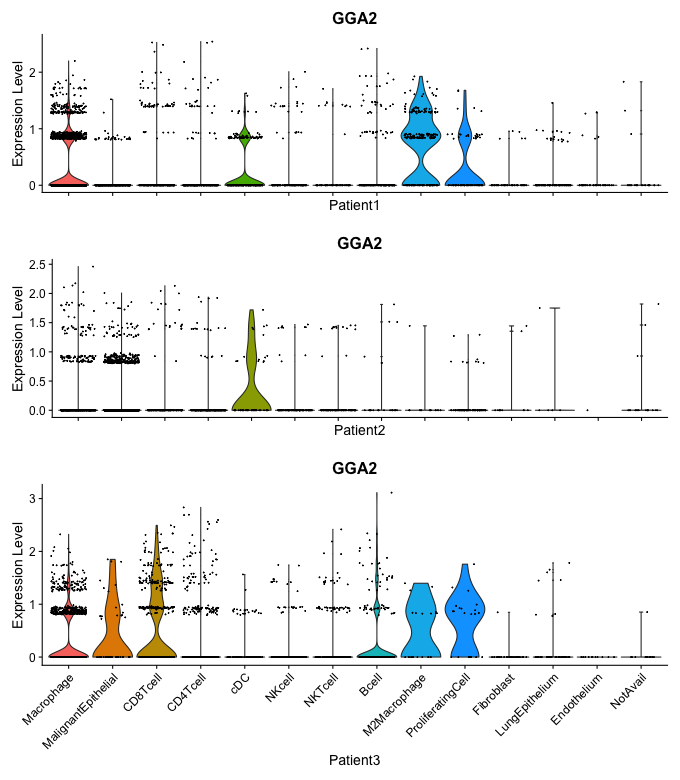 GGA2
Expression Level
2
1
0
Patient1
GGA2
Expression Level
2.5
2.0
1.5
1.0
0.5
0.0
Patient2
GGA2
Expression Level
3
2
1
0
Macrophage
MalignantEpithelial
CD8Tcell
CD4Tcell
cDC
NKcell
NKTcell
Bcell
M2Macrophage
ProliferatingCell
Fibroblast
LungEpithelium
Endothelium
NotAvail
Patient3